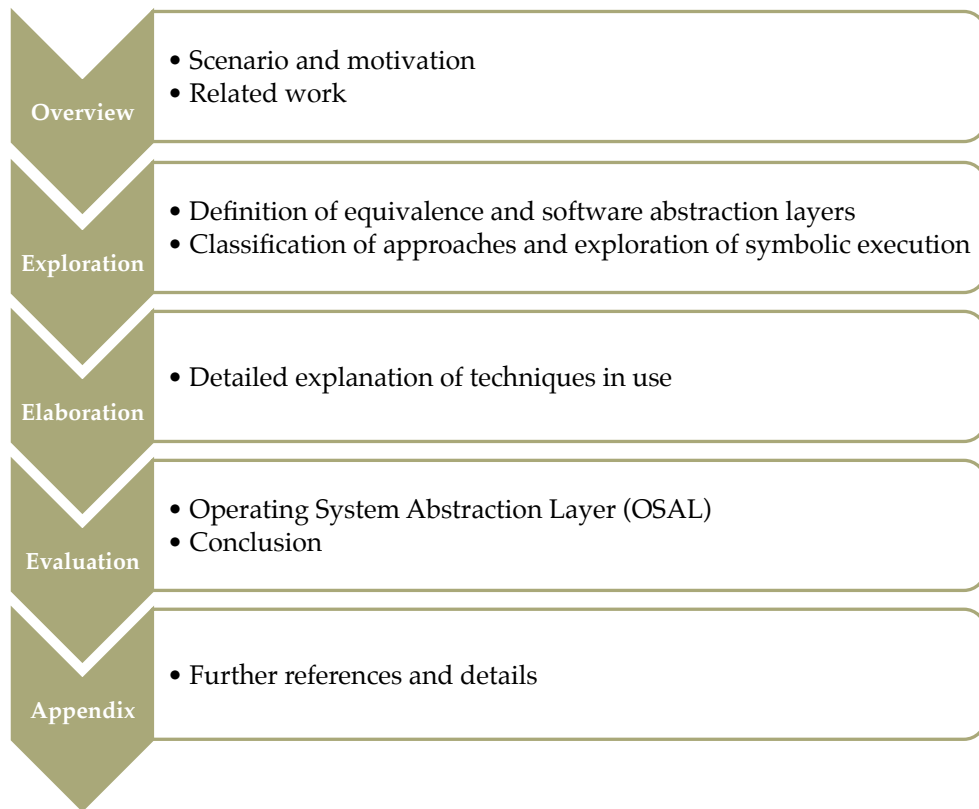 Overview
• Scenario and motivation
• Related work
Exploration
• Definition of equivalence and software abstraction layers
• Classification of approaches and exploration of symbolic execution
Elaboration
• Detailed explanation of techniques in use
Evaluation
• Operating System Abstraction Layer (OSAL)
• Conclusion
Appendix
• Further references and details